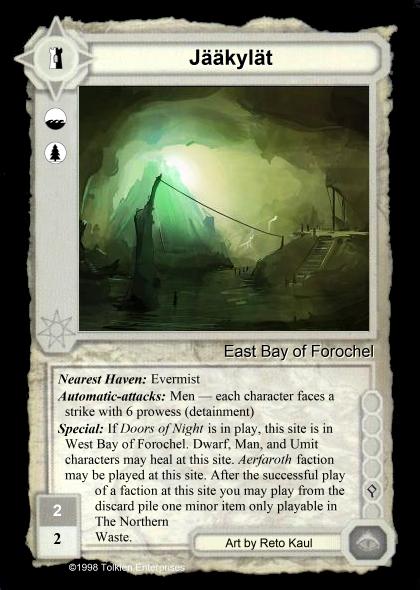 Jääkylät
East Bay of Forochel
Nearest Haven: Evermist
Automatic-attacks: Men — each character faces a
strike with 6 prowess (detainment)
Special: If Doors of Night is in play, this site is in
West Bay of Forochel. Dwarf, Man, and Umit
characters may heal at this site. Aerfaroth faction
may be played at this site. After the successful play
of a faction at this site you may play from the
discard pile one minor item only playable in
The Northern
Waste.
2
2
Art by Reto Kaul
©1998 Tolkien Enterprises